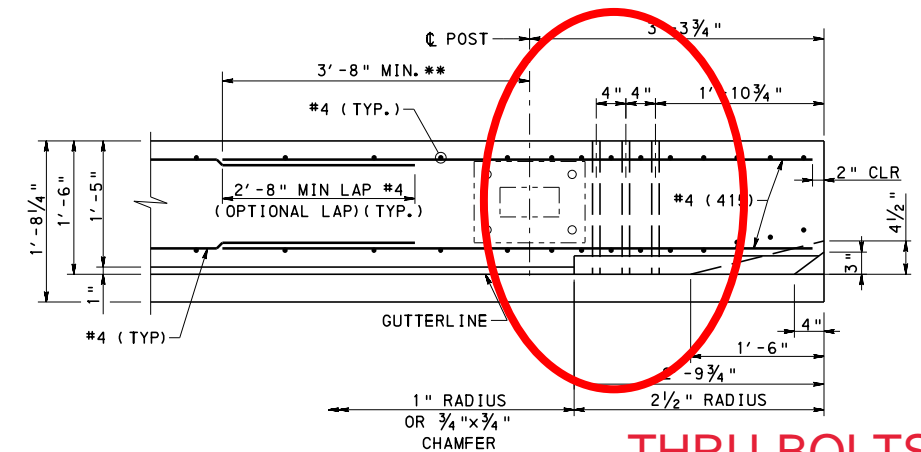 ℄ POST
3'-3¾"
3'-8" MIN.**
4" 4" 1'-10¾"
#4 (TYP.)
2" CLR
2'-8" MIN LAP #4
(OPTIONAL LAP)(TYP.)
#4 (415)
1'-8¼"
1'-6"
1'-5"
4½"
3"
1"
GUTTERLINE
#4 (TYP)
4"
1'-6"
-9¾"
1" RADIUS
2½" RADIUS
OR ¾"x¾"
CHAMFER
THRU BOLTS